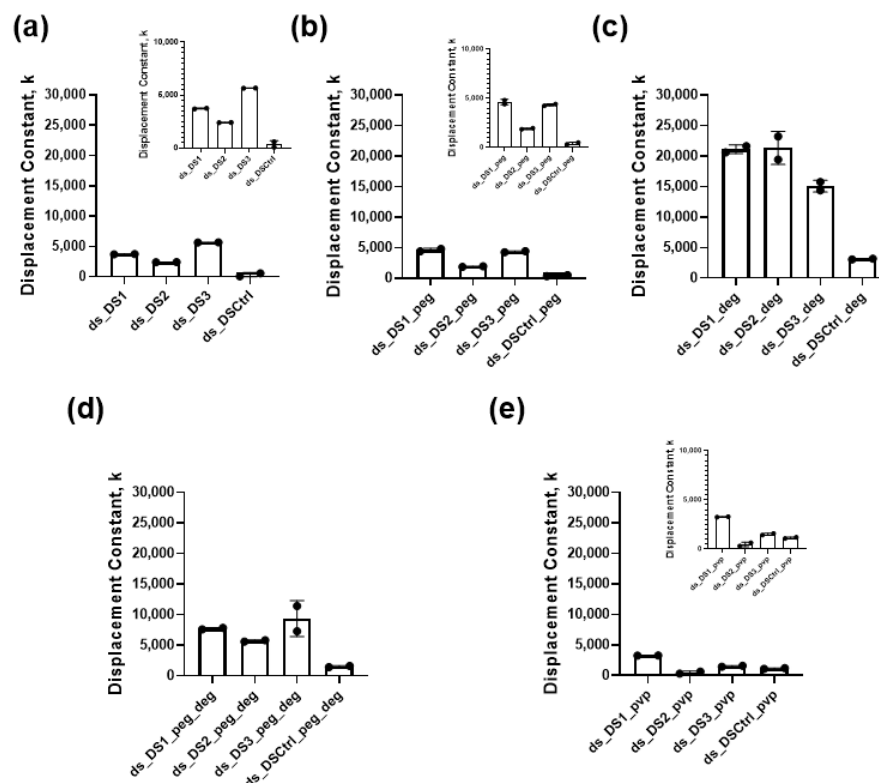 (a)
Displacement Constant, k
30,000
25,000
20,000
15,000
10,000
5,000
0
ds_DS1
ds_DS2
ds_DS3
ds_DSCtrl
Displacement Constant, k
10,000
5,000
0
ds_DS1
ds_DS2
ds_DS3
ds_DSCtrl
(b)
Displacement Constant, k
30,000
25,000
20,000
15,000
10,000
5,000
0
ds_DS1_peg
ds_DS2_peg
ds_DS3_peg
ds_DSCtrl_peg
Displacement Constant, k
10,000
5,000
0
ds_DS1_peg
ds_DS2_peg
ds_DS3_peg
ds_DSCtrl_peg
(c)
Displacement Constant, k
30,000
25,000
20,000
15,000
10,000
5,000
0
ds_DS1_deg
ds_DS2_deg
ds_DS3_deg
ds_DSCtrl_deg
(d)
Displacement Constant, k
30,000
25,000
20,000
15,000
10,000
5,000
0
ds_DS1_peg_deg
ds_DS2_peg_deg
ds_DS3_peg_deg
ds_DSCtrl_peg_deg
(e)
Displacement Constant, k
30,000
25,000
20,000
15,000
10,000
5,000
0
ds_DS1_pvp
ds_DS2_pvp
ds_DS3_pvp
ds_DSCtrl_pvp
Displacement Constant, k
10,000
5,000
0
ds_DS1_pvp
ds_DS2_pvp
ds_DS3_pvp
ds_DSCtrl_pvp